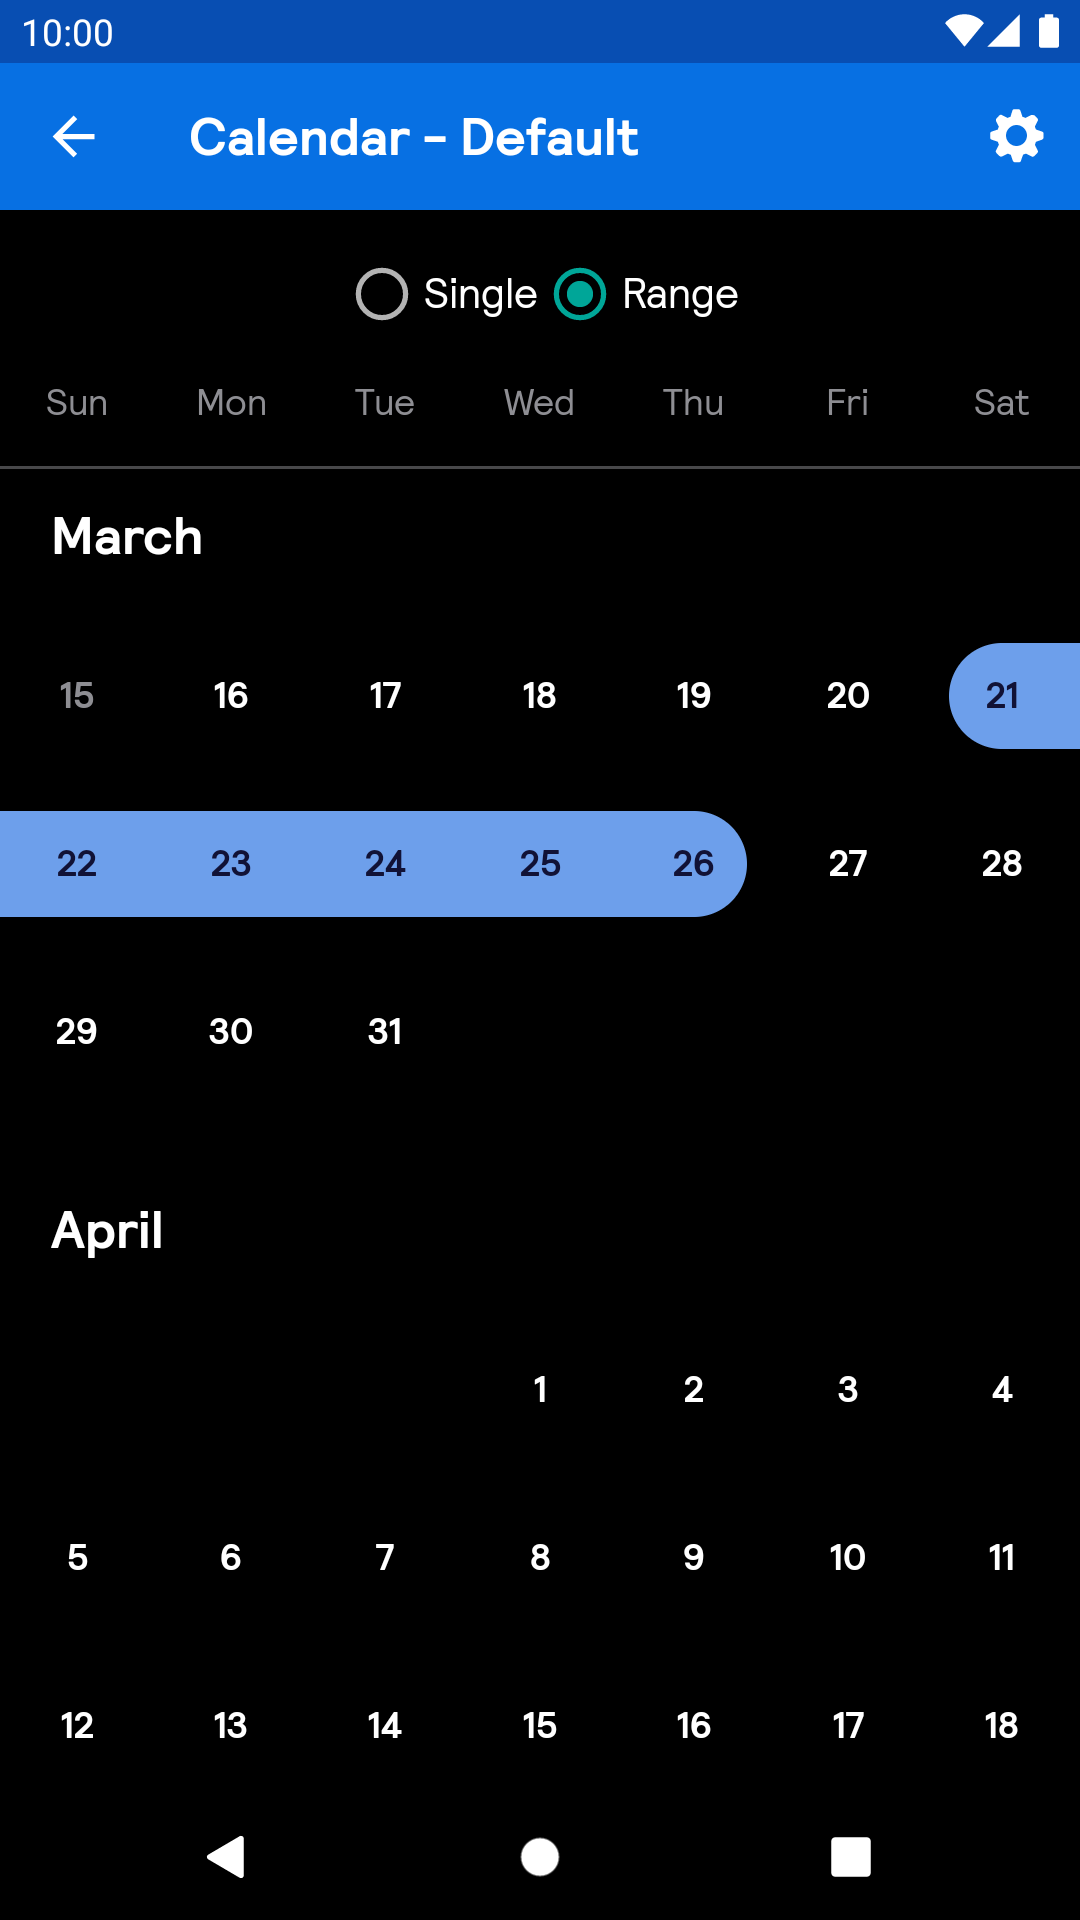 10:00
Calendar - Default
Single Range
Sun Mon Tue Wed Thu Fri Sat
March
15 16 17 18 19 20 21
22 23 24 25 26 27 28
29 30 31
April
1 2 3 4
5 6 7 8 9 10 11
12 13 14 15 16 17 18